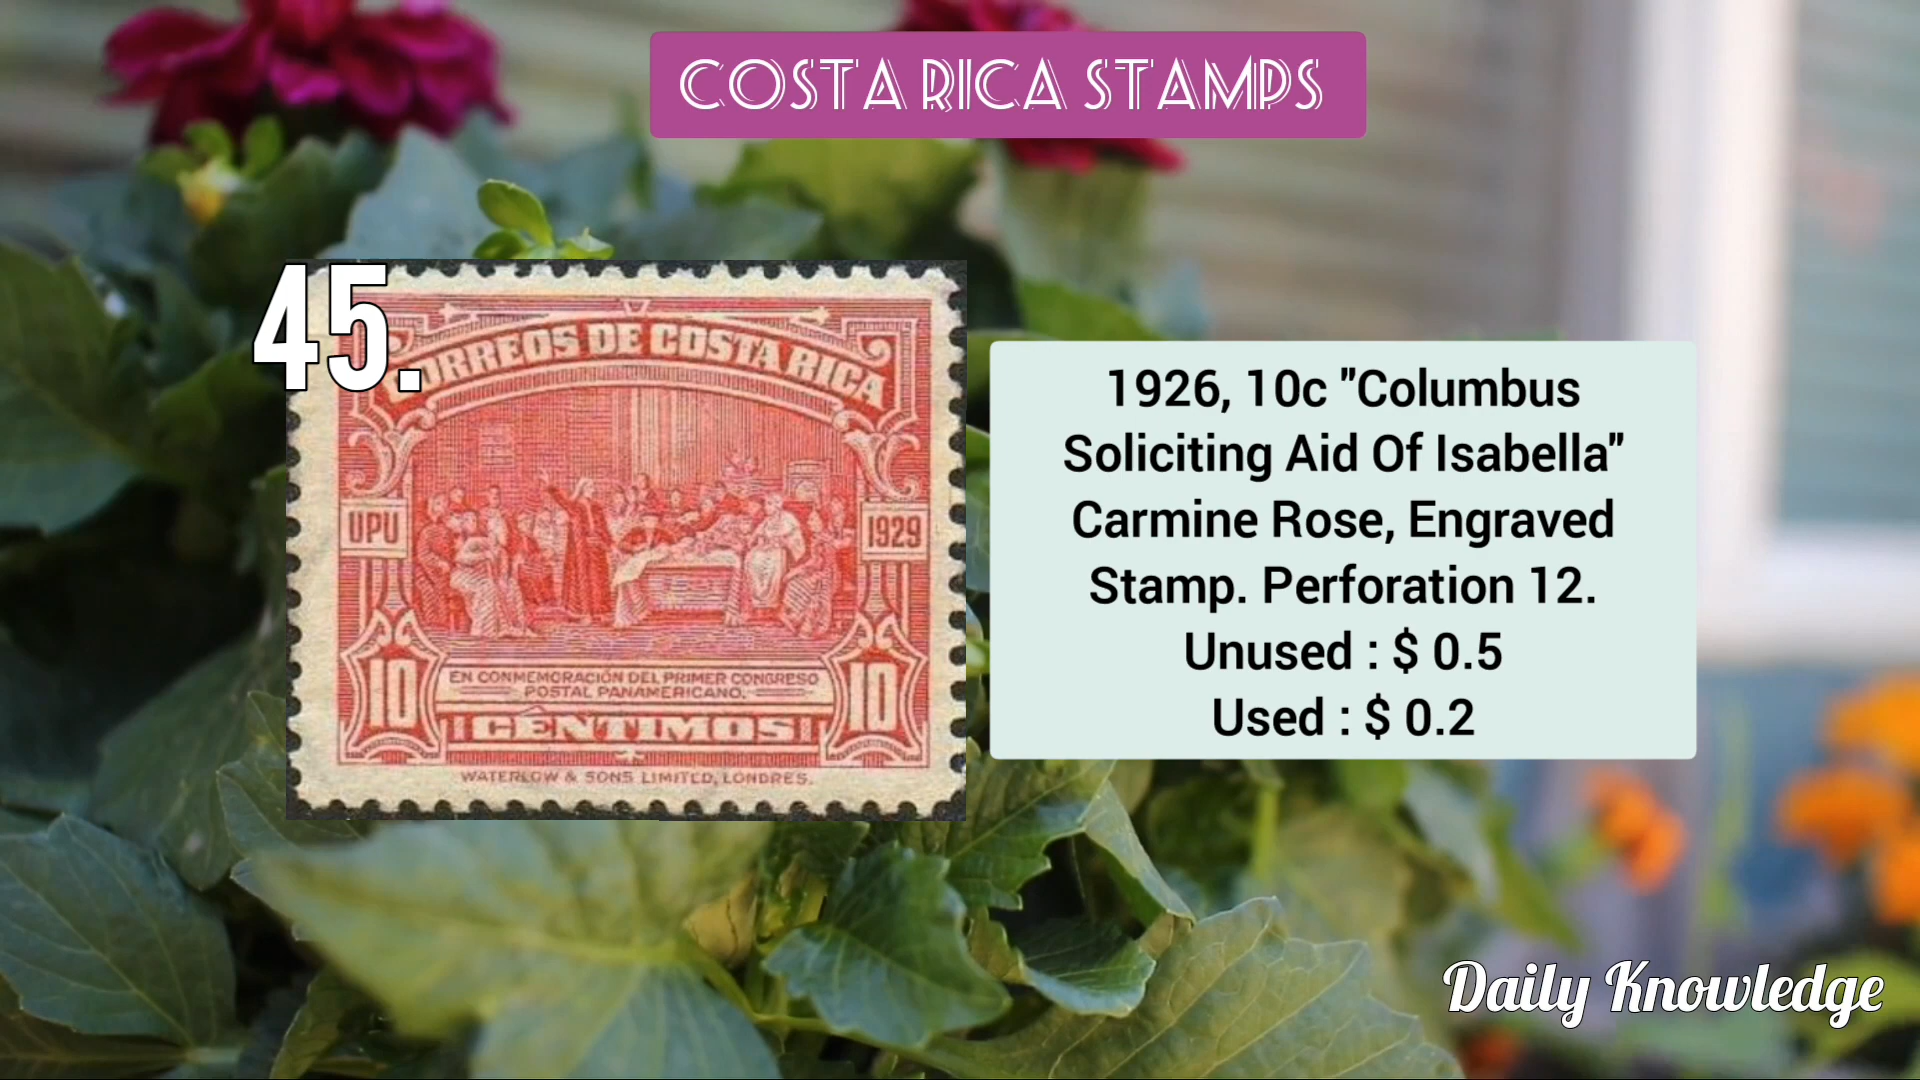 COSTA RICA STAMPS
45.
CORREOS DE COSTA RICA
UPU
1929
10
10
EN CONMEMORACIÓN DEL PRIMER CONGRESO
POSTAL PANAMERICANO.
CÉNTIMOS
WATERLOW & SONS LIMITED, LONDRES.
1926, 10c "Columbus
Soliciting Aid Of Isabella"
Carmine Rose, Engraved
Stamp. Perforation 12.
Unused : $ 0.5
Used : $ 0.2
Daily Knowledge